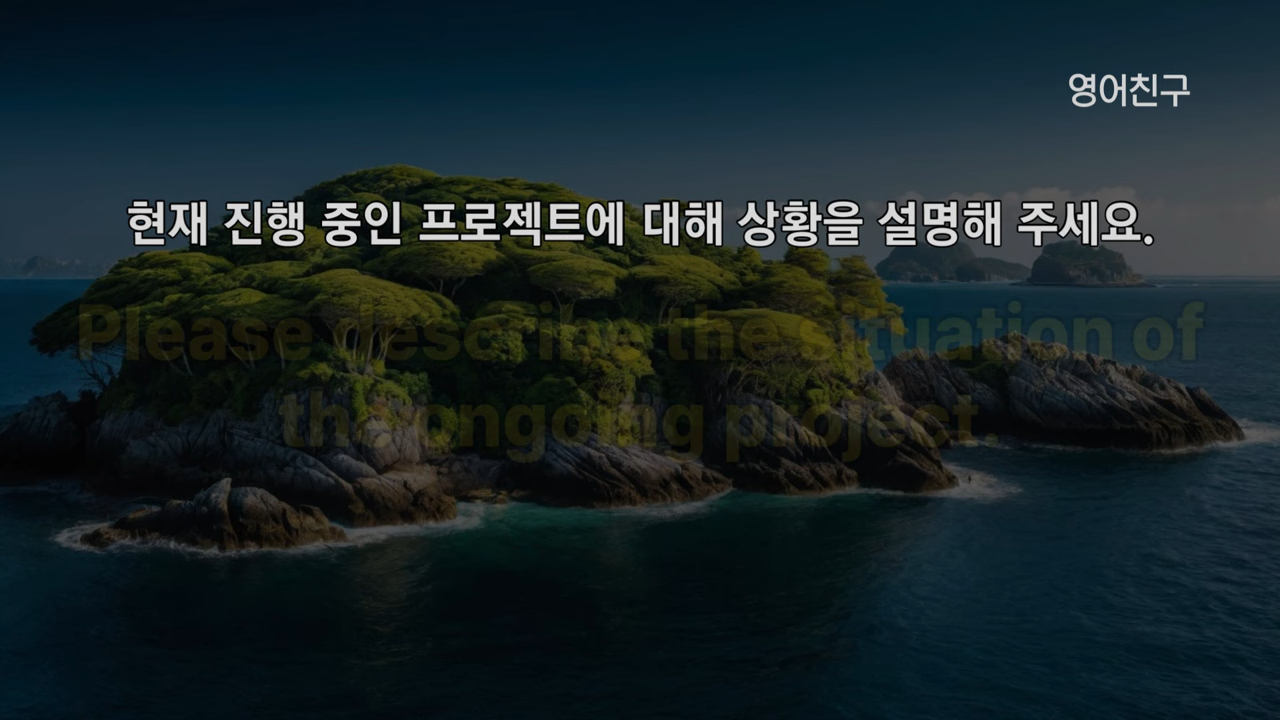 영어친구
현재 진행 중인 프로젝트에 대해 상황을 설명해 주세요.
Please describe the situation of
the ongoing project.